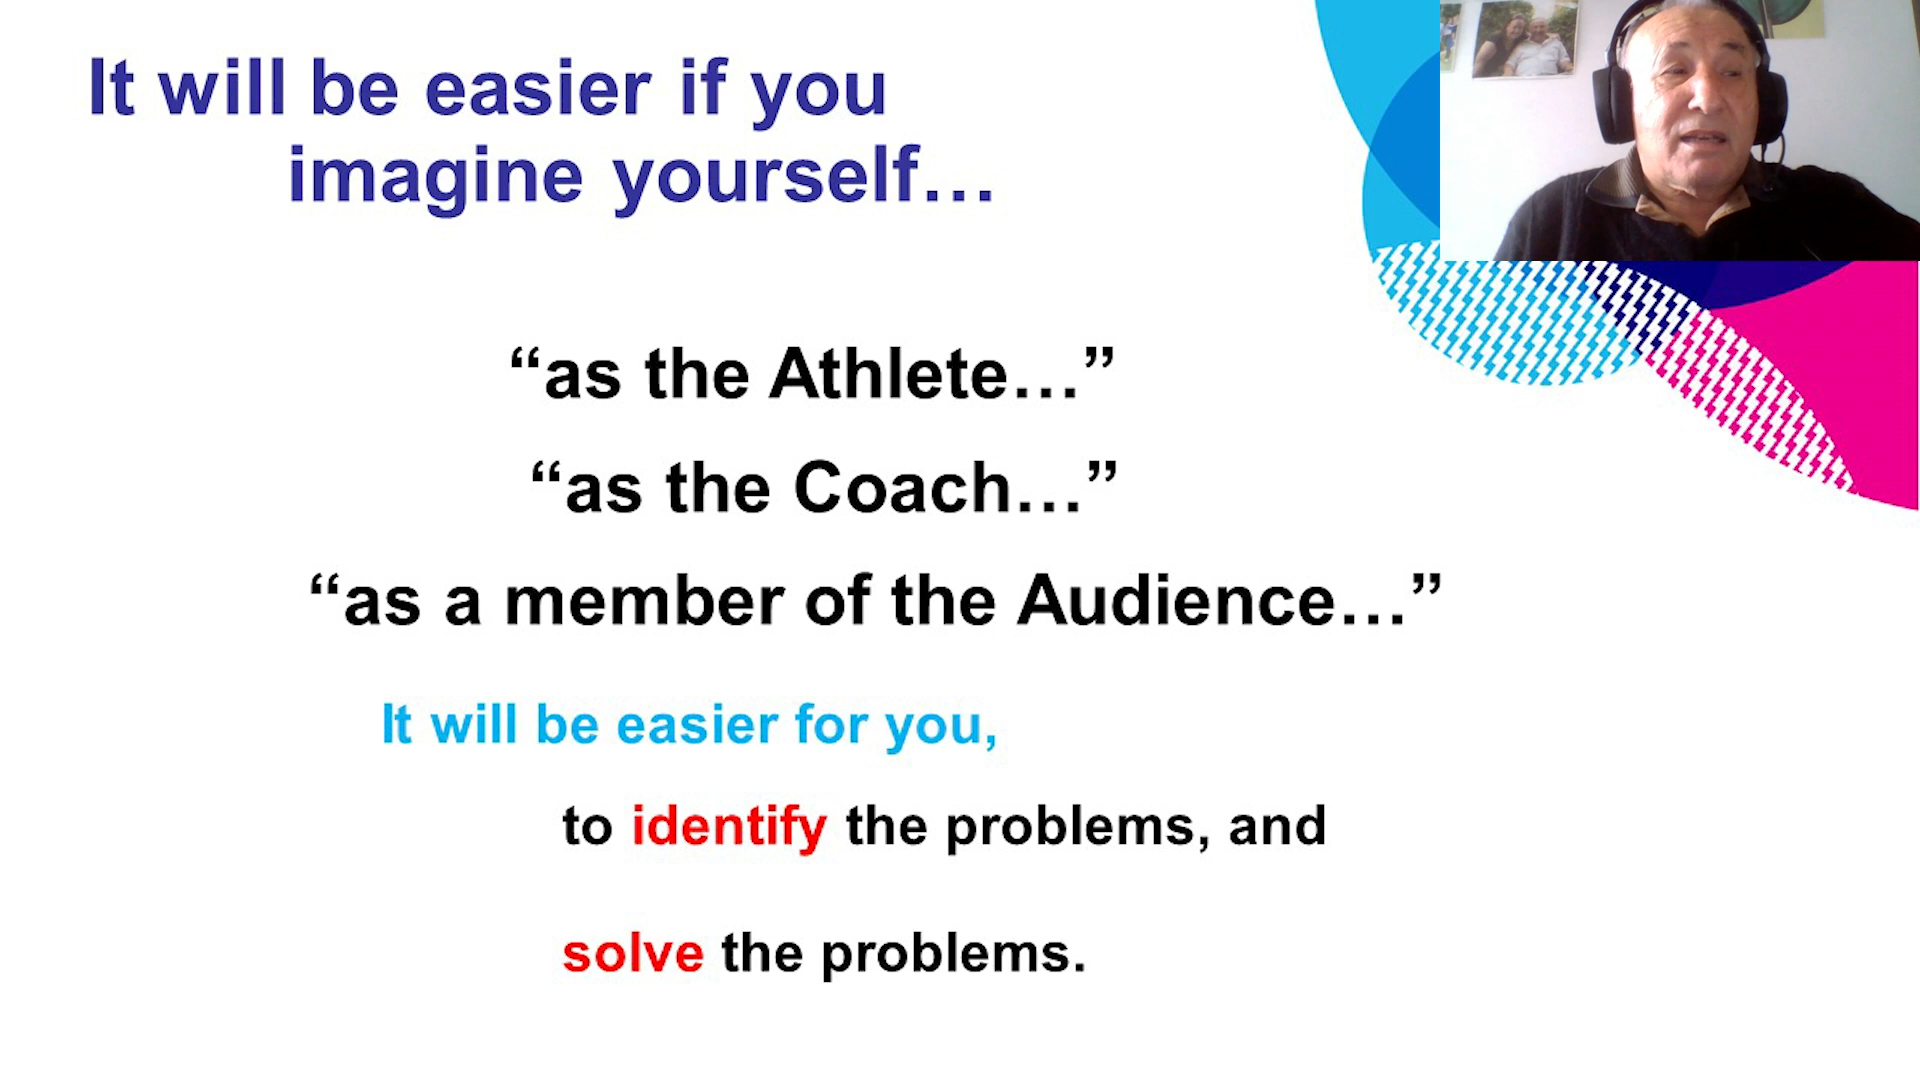 It will be easier if you
imagine yourself…
“as the Athlete…”
“as the Coach…”
“as a member of the Audience…”
It will be easier for you,
to identify the problems, and
solve the problems.